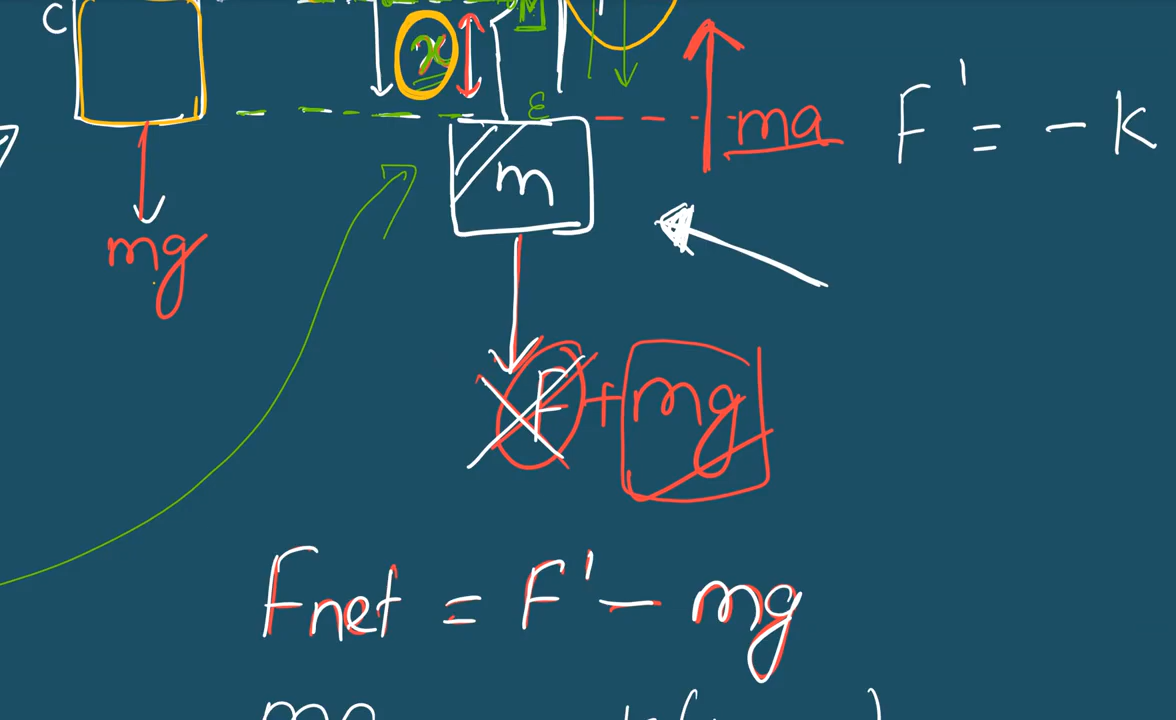 C
x
M
E
ma
F' = - K
m
mg
F + mg
Fnet = F' - mg